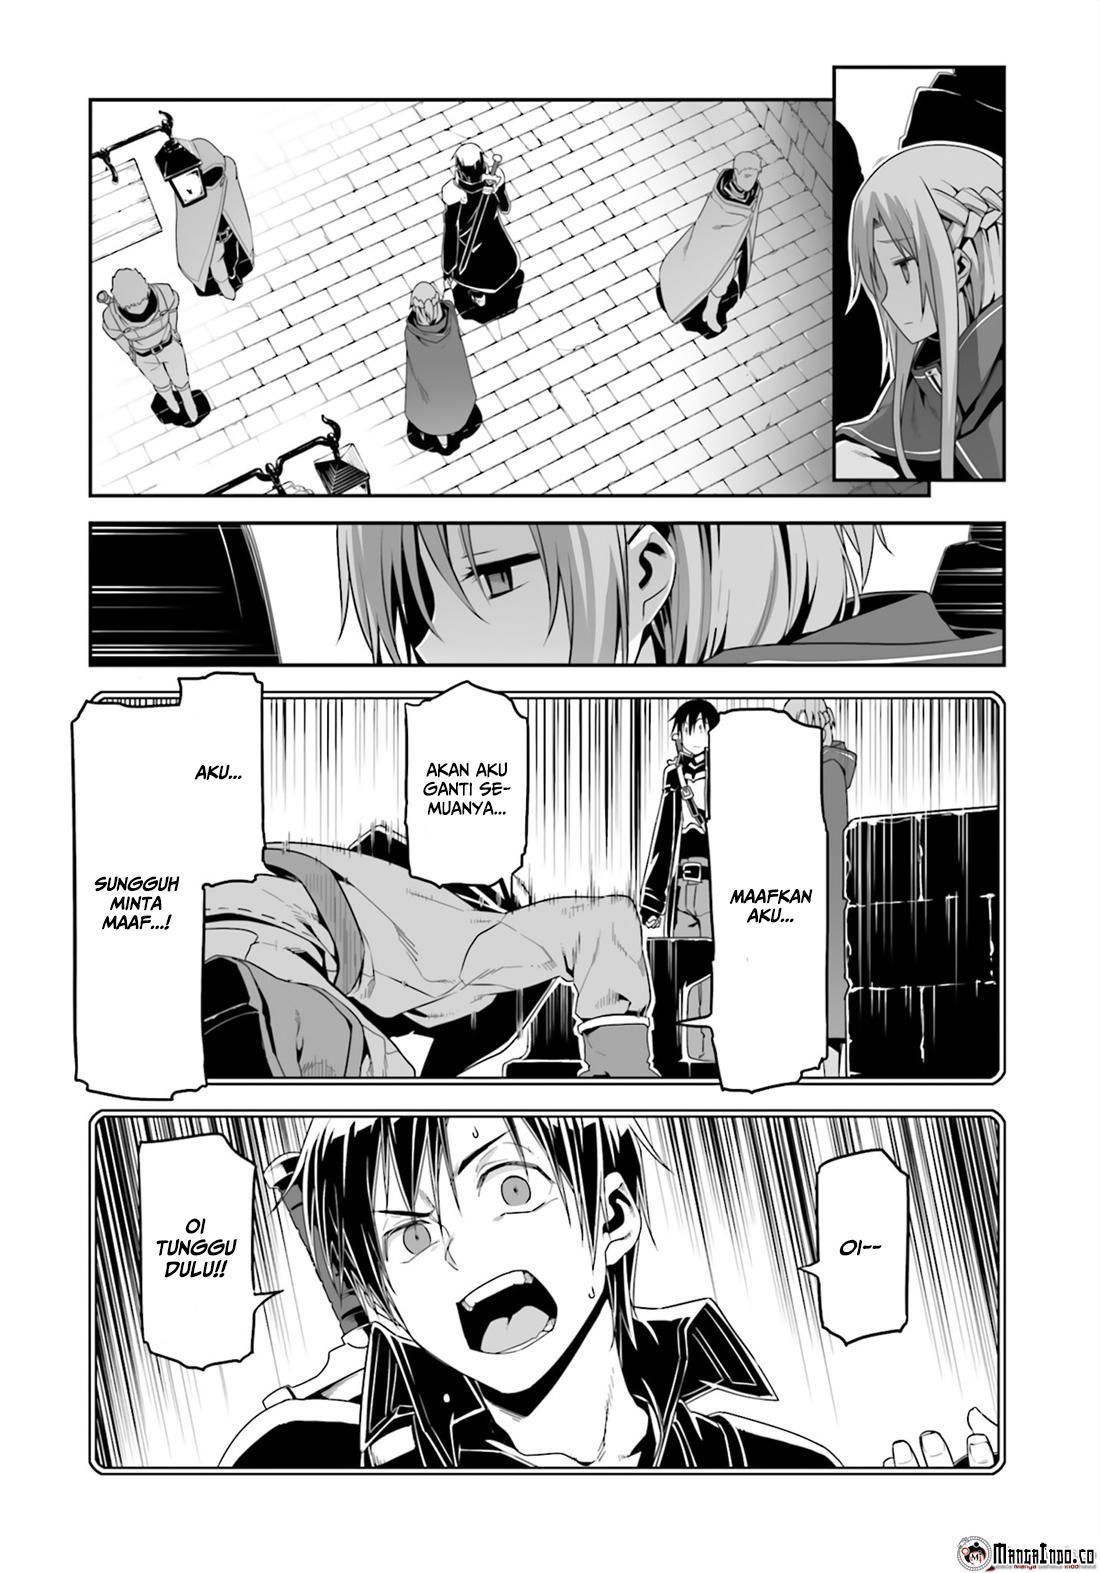 MAAFKAN
AKU...
AKAN AKU
GANTI SE-
MUANYA...
AKU...
SUNGGUH
MINTA
MAAF...!
OI--
OI
TUNGGU
DULU!!
MangaIndo.co